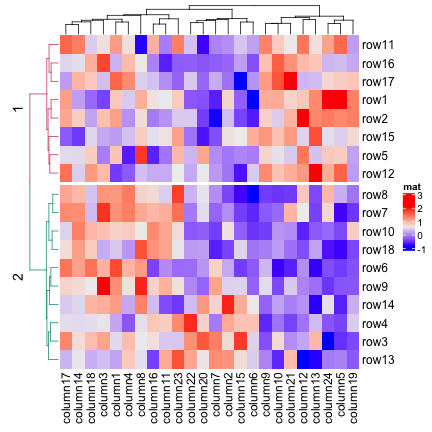 1
2
row11
row16
row17
row1
row2
row15
row5
row12
row8
row7
row10
row18
row6
row9
row14
row4
row3
row13
mat
3
2
1
0
-1
column17
column14
column18
column3
column1
column4
column8
column16
column11
column23
column22
column20
column7
column2
column15
column6
column9
column10
column21
column12
column13
column24
column5
column19